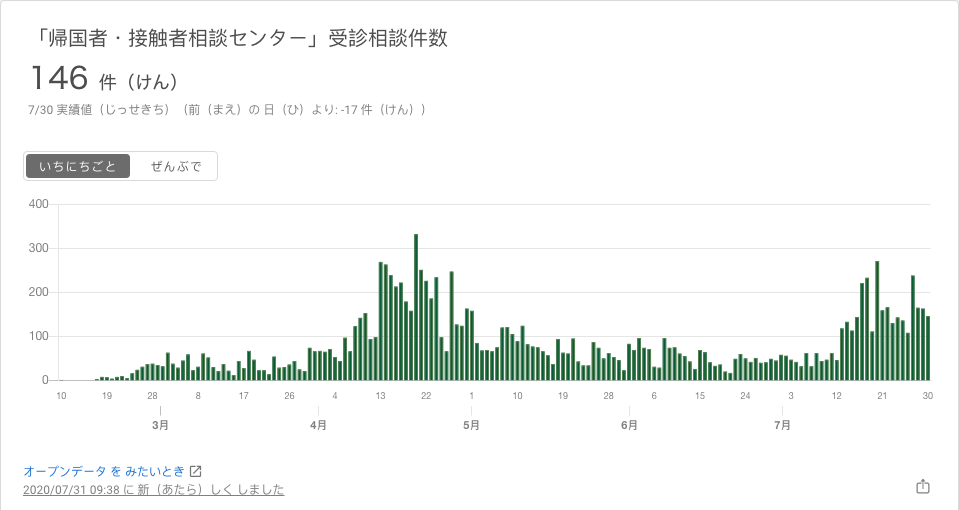 「帰国者・接触者相談センター」受診相談件数
146 件（けん）
7/30 実績値（じっせきち）（前（まえ）の 日（ひ）より: -17 件（けん））
いちにちごと ぜんぶで
400
300
200
100
0
10 19 28 8 17 26 4 13 22 1 10 19 28 6 15 24 3 12 21 30
3月 4月 5月 6月 7月
オープンデータ を みたいとき
2020/07/31 09:38 に 新（あたら）しく しました